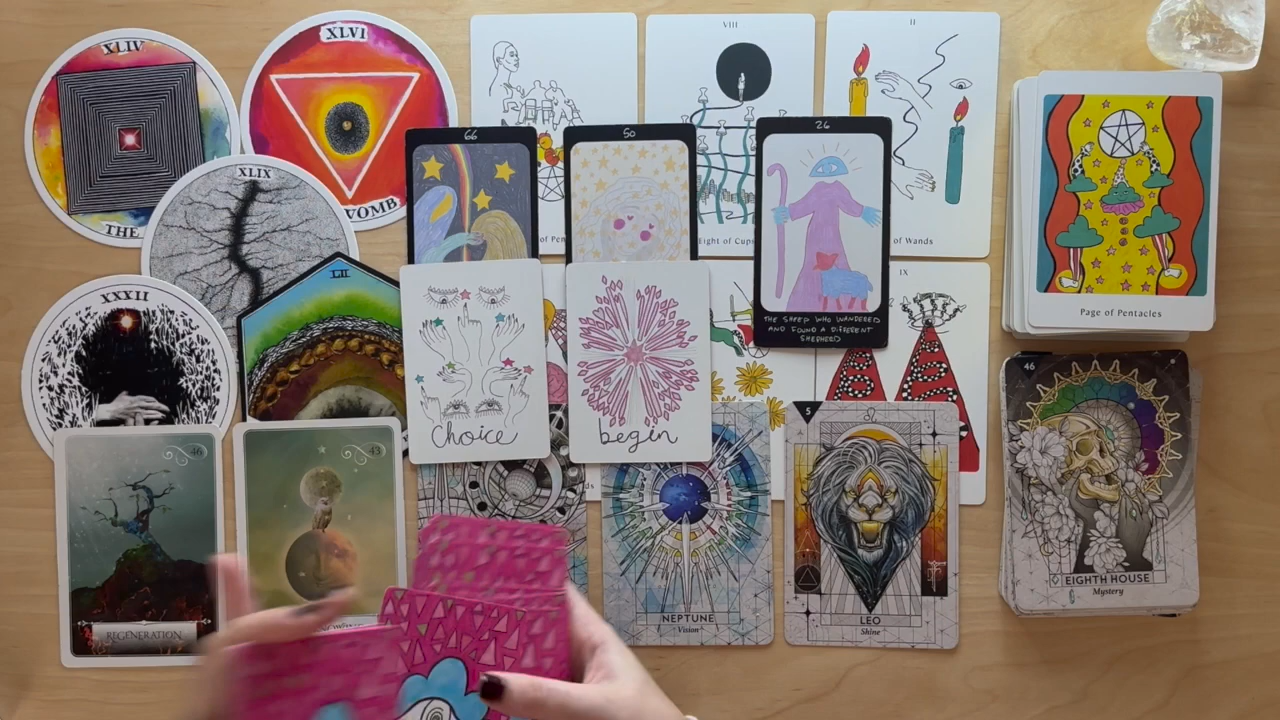 XLIV
THE
XLVI
WOMB
XLIX
XXXII
LII
VIII
Eight of Cups
II
of Wands
of Pen
IX
66
50
26
THE SHEEP WHO WANDERED
AND FOUND A DIFFERENT
SHEPHERD
choice
begin
46
REGENERATION
43
NEPTUNE
Vision
5
LEO
Shine
Page of Pentacles
46
EIGHTH HOUSE
Mystery